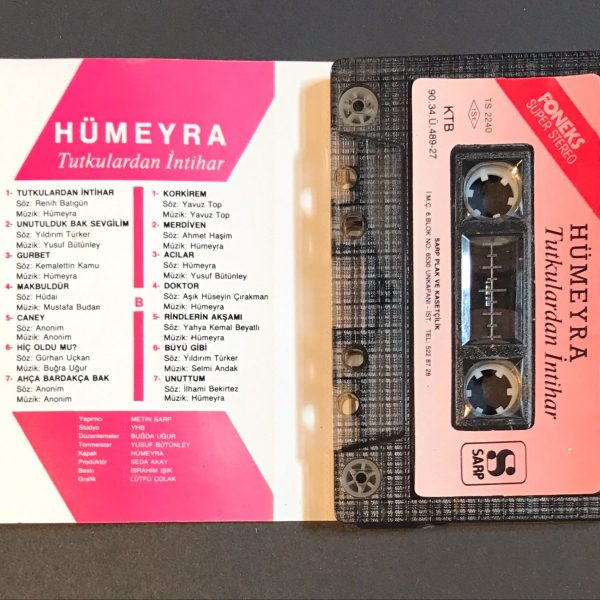 HÜMEYRA
Tutkulardan İntihar
1- TUTKULARDAN İNTİHAR
Söz: Renih Batıgün
Müzik: Hümeyra
2- UNUTULDUK BAK SEVGİLİM
Söz: Yıldırım Türker
Müzik: Yusuf Bütünley
3- GURBET
Söz: Kemalettin Kamu
Müzik: Hümeyra
4- MAKBULDÜR
Söz: Hüdai
Müzik: Mustafa Budan
5- CANEY
Söz: Anonim
Müzik: Anonim
6- HİÇ OLDU MU?
Söz: Gürhan Uçkan
Müzik: Buğra Uğur
7- AHÇA BARDAKÇA BAK
Söz: Anonim
Müzik: Anonim
B
1- KORKİREM
Söz: Yavuz Top
Müzik: Yavuz Top
2- MERDİVEN
Söz: Ahmet Haşim
Müzik: Hümeyra
3- ACILAR
Söz: Hümeyra
Müzik: Yusuf Bütünley
4- DOKTOR
Söz: Aşık Hüseyin Çırakman
Müzik: Hümeyra
5- RİNDLERİN AKŞAMI
Söz: Yahya Kemal Beyatlı
Müzik: Hümeyra
6- BÜYÜ GİBİ
Söz: Yıldırım Türker
Müzik: Selmi Andak
7- UNUTTUM
Söz: İlhami Bekirtez
Müzik: Hümeyra
Yapımcı METİN SARP
Stüdyo YHB
Düzenlemeler BUĞDA UĞUR
Tonmeister YUSUF BÜTÜNLEY
Kapak HÜMEYRA
Prodüktör SEDA AKAY
Baskı İBRAHİM IŞIK
Grafik LÜTFÜ ÇOLAK
FONEKS
SÜPER STEREO
TS 2240
TSE
90.34.Ü.489-27
KTB
HÜMEYRA
Tutkulardan İntihar
SARP PLAK VE KASETÇİLİK
İ.M.Ç. 6.BLOK NO: 6530 UNKAPANI - İST. TEL: 522 87 28
S
SARP